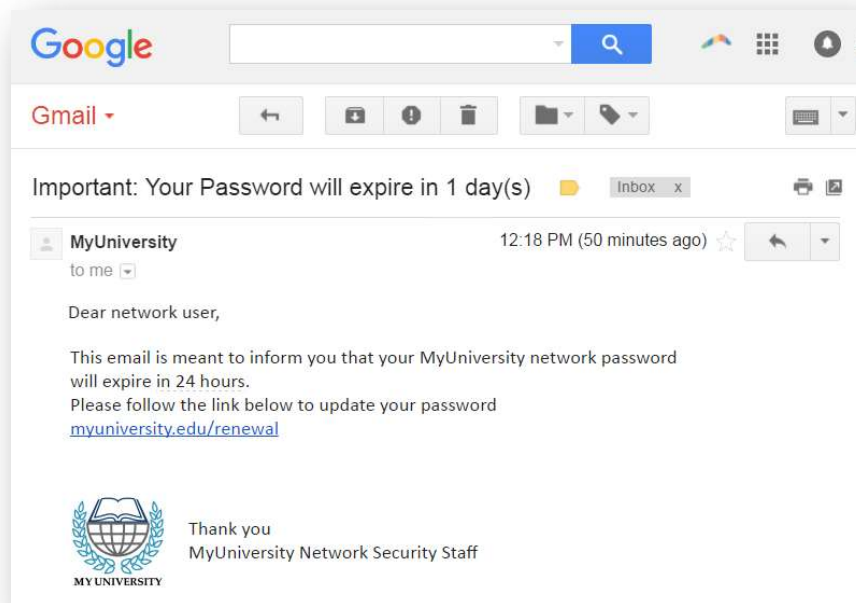 Google
Gmail
Important: Your Password will expire in 1 day(s)
Inbox x
MyUniversity
12:18 PM (50 minutes ago)
to me
Dear network user,
This email is meant to inform you that your MyUniversity network password
will expire in 24 hours.
Please follow the link below to update your password
myuniversity.edu/renewal
Thank you
MyUniversity Network Security Staff
MY UNIVERSITY